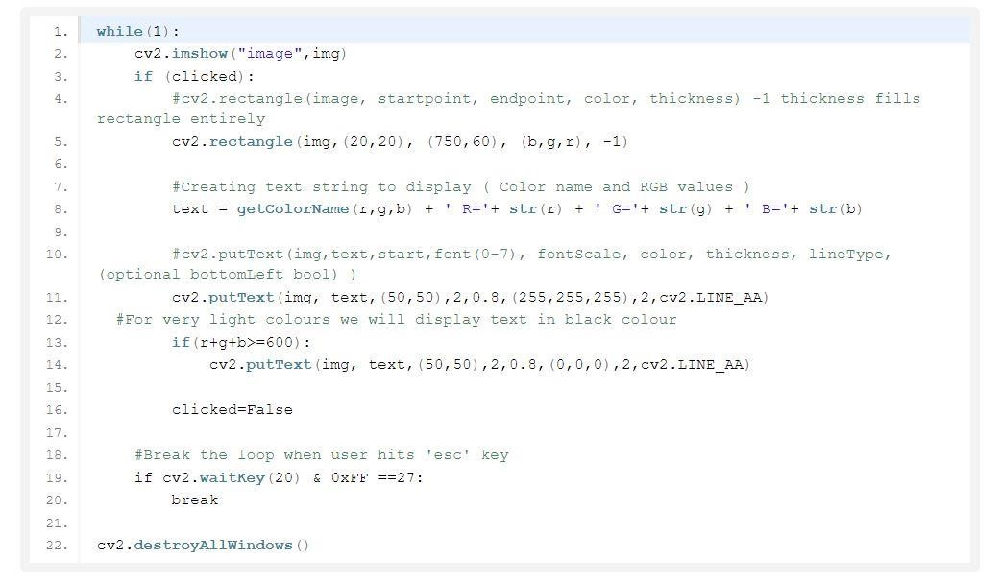 1. while(1):
2.     cv2.imshow("image",img)
3.     if (clicked):
4.         #cv2.rectangle(image, startpoint, endpoint, color, thickness) -1 thickness fills
rectangle entirely
5.         cv2.rectangle(img,(20,20), (750,60), (b,g,r), -1)
6.
7.         #Creating text string to display ( Color name and RGB values )
8.         text = getColorName(r,g,b) + ' R='+ str(r) + ' G='+ str(g) + ' B='+ str(b)
9.
10.         #cv2.putText(img,text,start,font(0-7), fontScale, color, thickness, lineType,
(optional bottomLeft bool) )
11.         cv2.putText(img, text,(50,50),2,0.8,(255,255,255),2,cv2.LINE_AA)
12.   #For very light colours we will display text in black colour
13.         if(r+g+b>=600):
14.             cv2.putText(img, text,(50,50),2,0.8,(0,0,0),2,cv2.LINE_AA)
15.
16.         clicked=False
17.
18.     #Break the loop when user hits 'esc' key
19.     if cv2.waitKey(20) & 0xFF ==27:
20.         break
21.
22. cv2.destroyAllWindows()